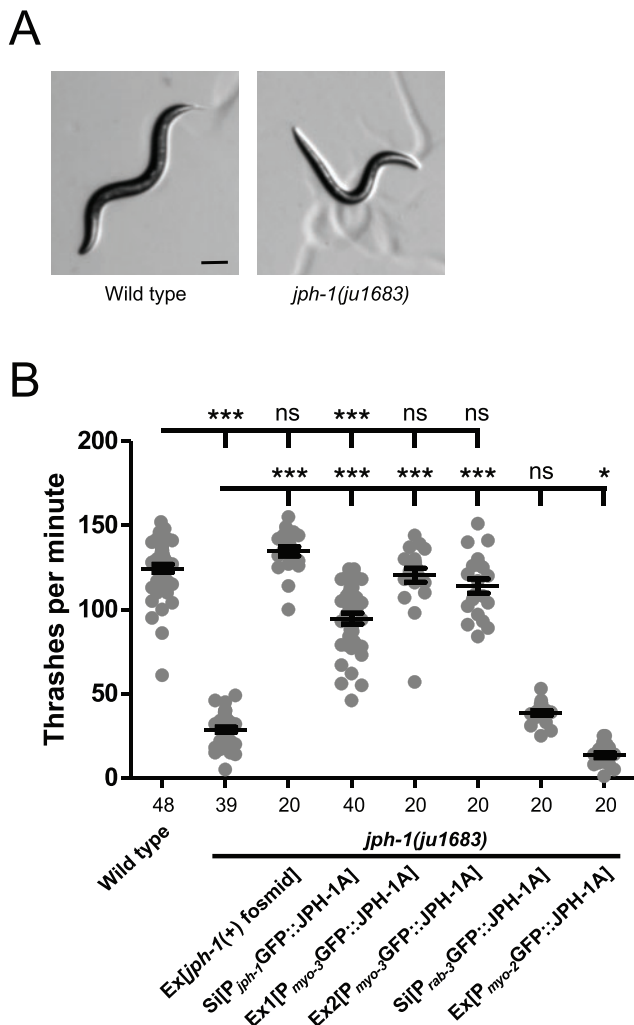 A
Wild type jph-1(ju1683)
B
*** ns *** ns ns
*** *** *** *** ns *
Thrashes per minute
200
150
100
50
0
48 39 20 40 20 20 20 20
Wild type
jph-1(ju1683)
Ex[jph-1(+) fosmid]
Si[Pjph-1GFP::JPH-1A]
Ex1[Pmyo-3GFP::JPH-1A]
Ex2[Pmyo-3GFP::JPH-1A]
Si[Prab-3GFP::JPH-1A]
Ex[Pmyo-2GFP::JPH-1A]